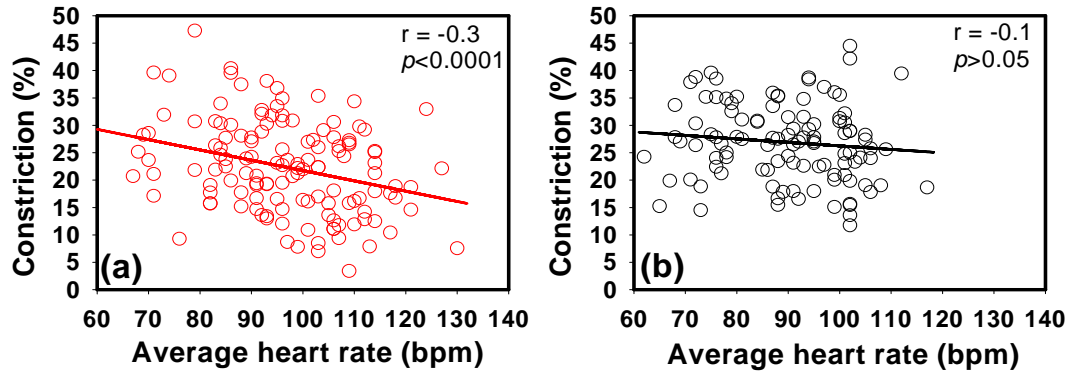 50
45
40
35
30
25
20
15
10
5
0
Constriction (%)
r = -0.3
p<0.0001
(a)
60 70 80 90 100 110 120 130 140
Average heart rate (bpm)
50
45
40
35
30
25
20
15
10
5
0
Constriction (%)
r = -0.1
p>0.05
(b)
60 70 80 90 100 110 120 130 140
Average heart rate (bpm)